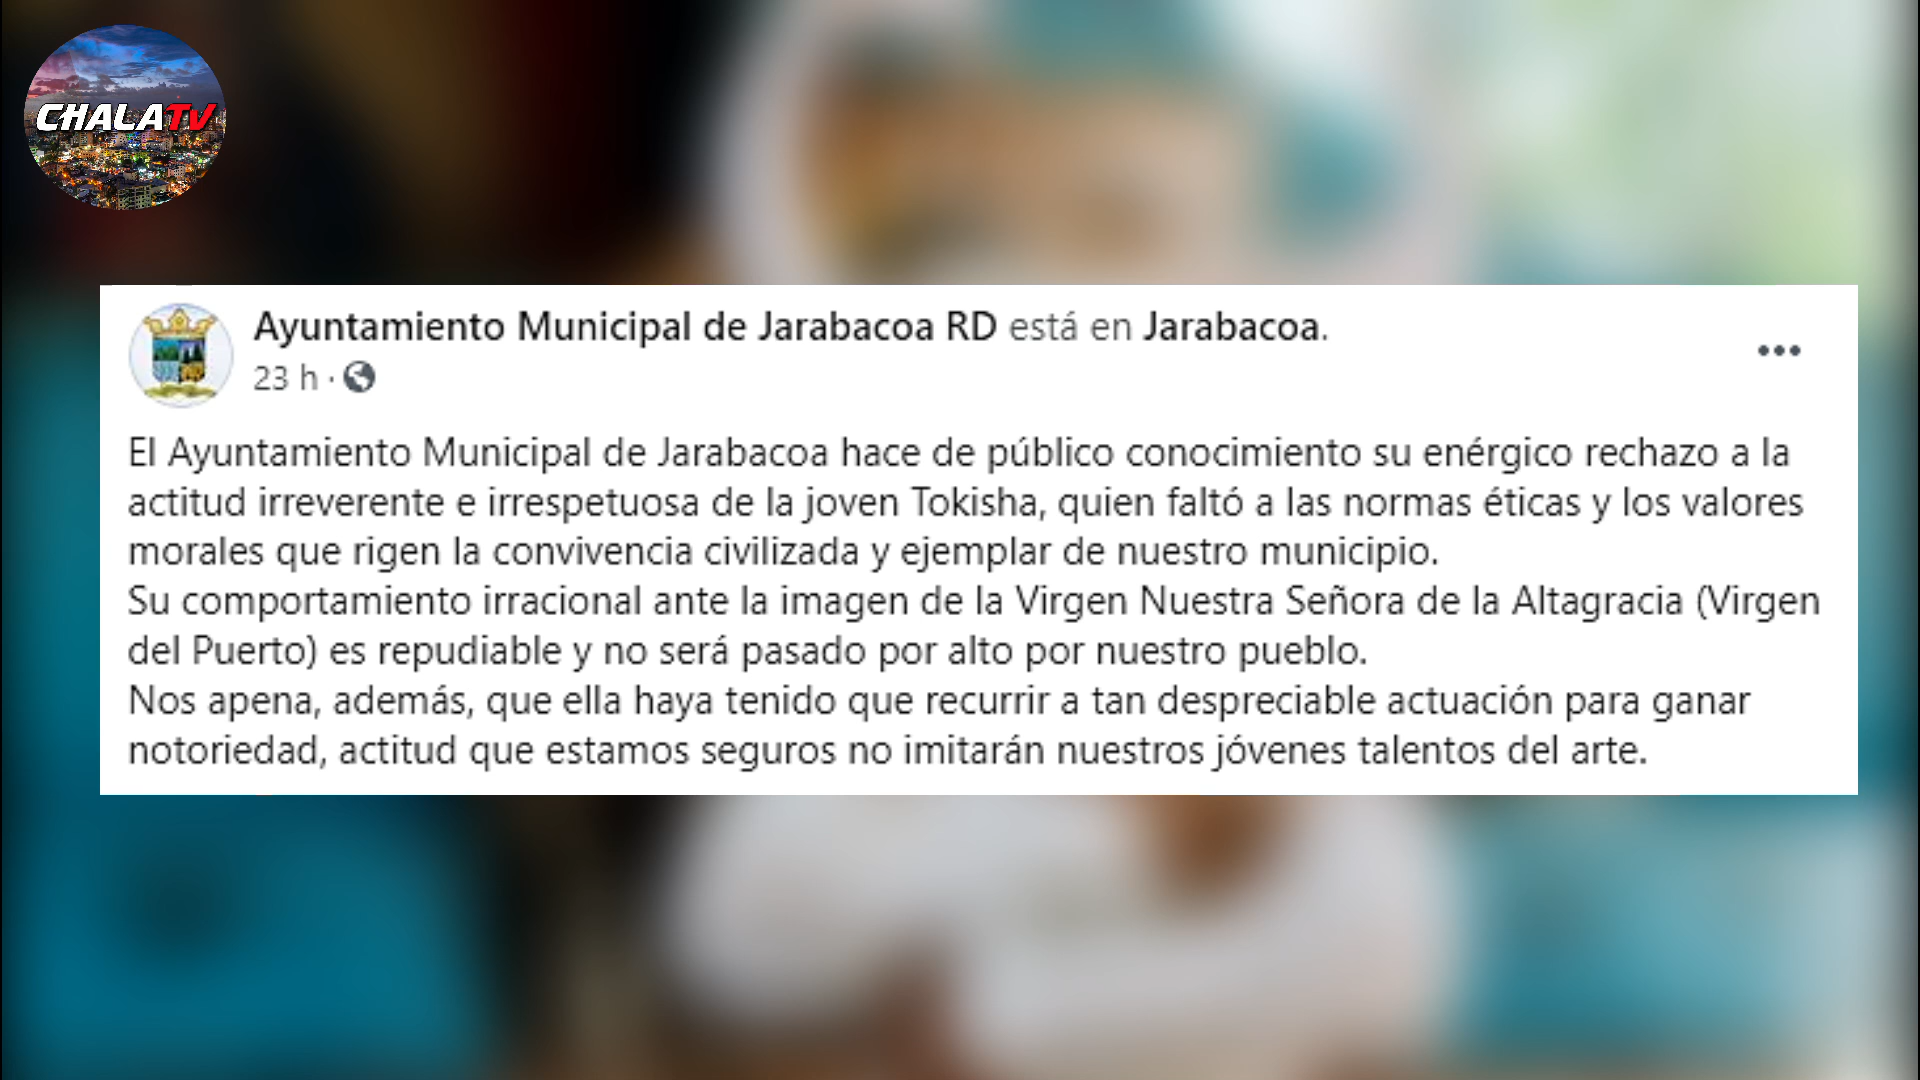 CHALATV
Ayuntamiento Municipal de Jarabacoa RD está en Jarabacoa.
23 h ·
El Ayuntamiento Municipal de Jarabacoa hace de público conocimiento su enérgico rechazo a la
actitud irreverente e irrespetuosa de la joven Tokisha, quien faltó a las normas éticas y los valores
morales que rigen la convivencia civilizada y ejemplar de nuestro municipio.
Su comportamiento irracional ante la imagen de la Virgen Nuestra Señora de la Altagracia (Virgen
del Puerto) es repudiable y no será pasado por alto por nuestro pueblo.
Nos apena, además, que ella haya tenido que recurrir a tan despreciable actuación para ganar
notoriedad, actitud que estamos seguros no imitarán nuestros jóvenes talentos del arte.